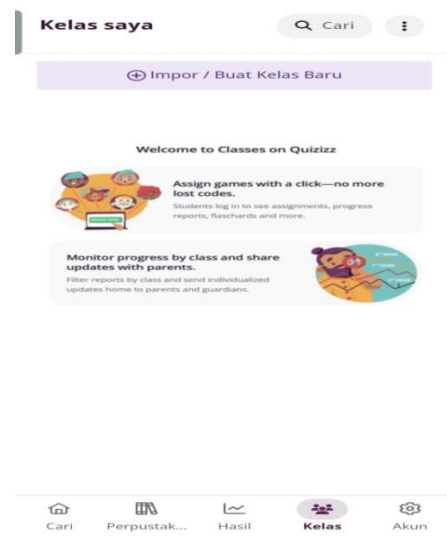 Kelas saya
Cari
Impor / Buat Kelas Baru
Welcome to Classes on Quizizz
Assign games with a click—no more
lost codes.
Students log in to see assignments, progress
reports, flaschards and more.
Monitor progress by class and share
updates with parents.
Filter reports by class and send individualized
updates home to parents and guardians.
Cari
Perpustak...
Hasil
Kelas
Akun